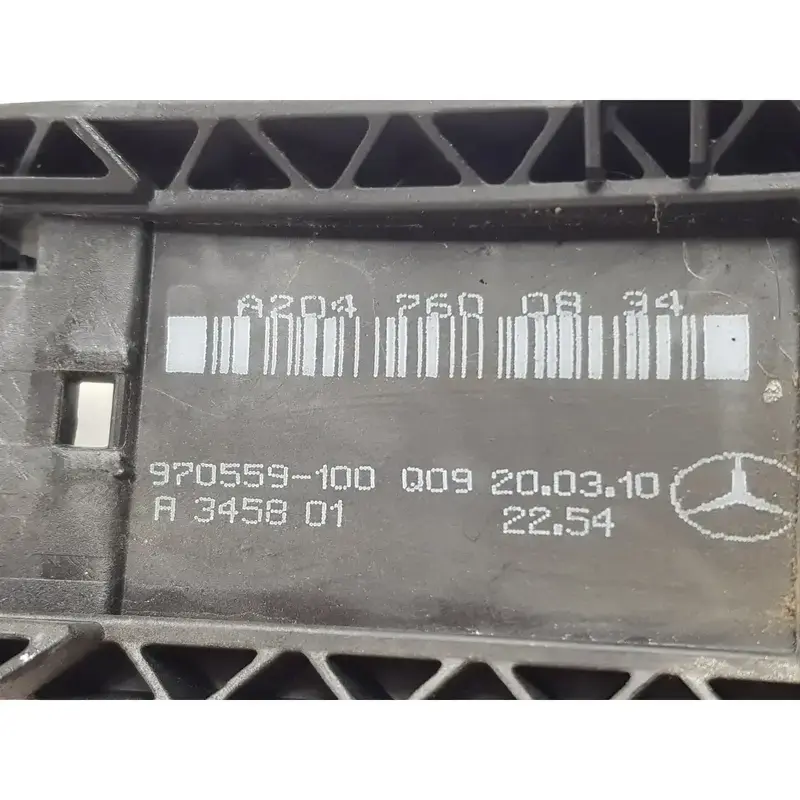 A204 760 08 34
970559-100 Q09 20.03.10
A 3458 01 22.54